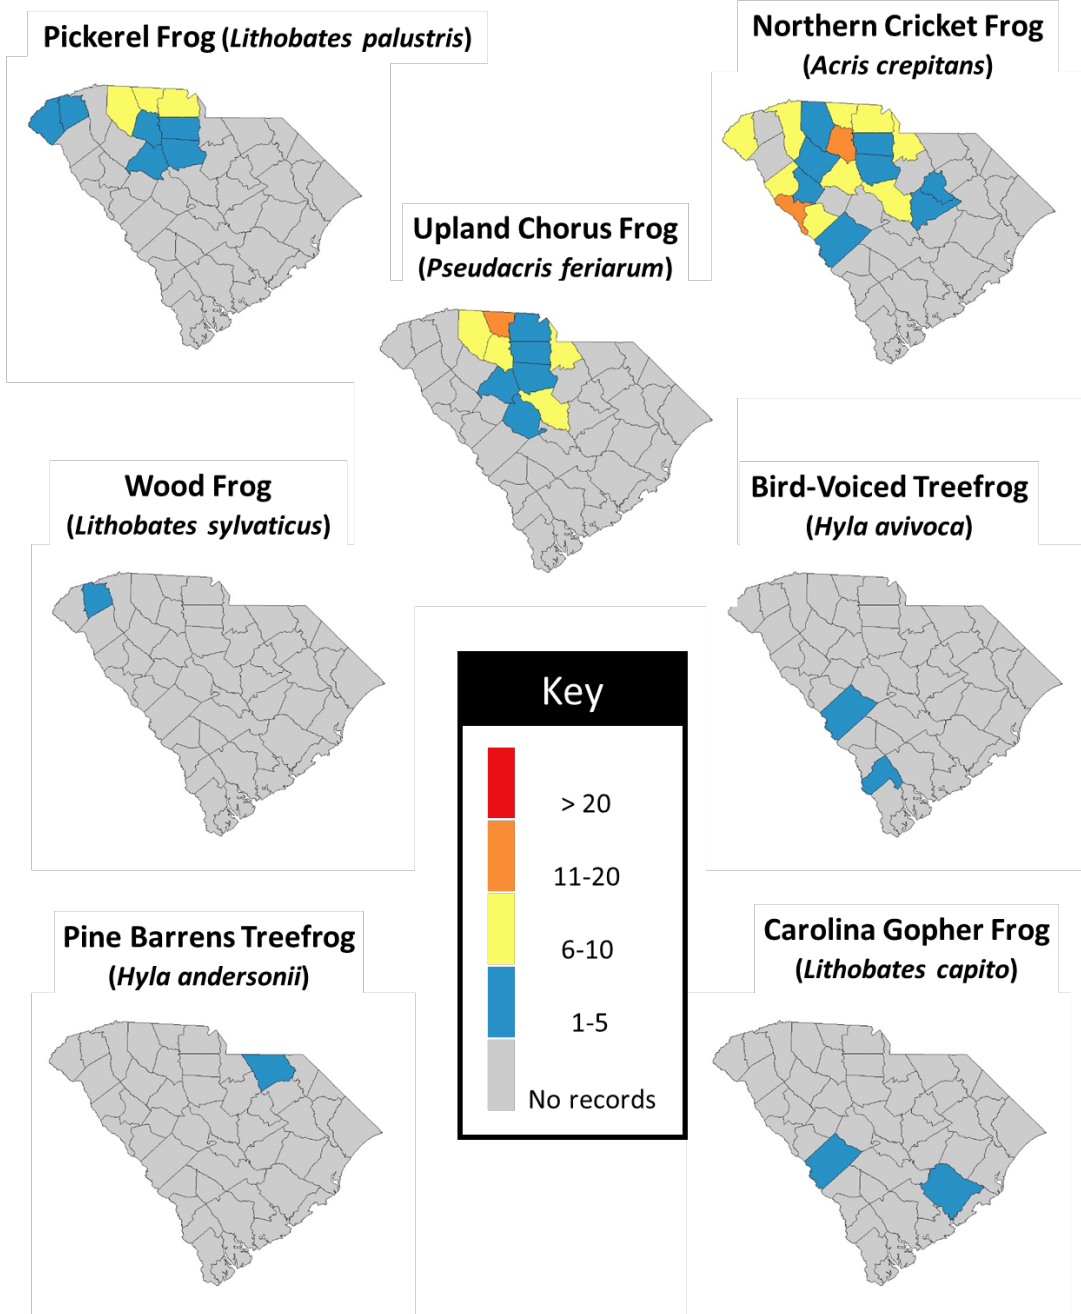 Pickerel Frog (Lithobates palustris)
Northern Cricket Frog
(Acris crepitans)
Upland Chorus Frog
(Pseudacris feriarum)
Wood Frog
(Lithobates sylvaticus)
Bird-Voiced Treefrog
(Hyla avivoca)
Key
> 20
11-20
6-10
1-5
No records
Pine Barrens Treefrog
(Hyla andersonii)
Carolina Gopher Frog
(Lithobates capito)